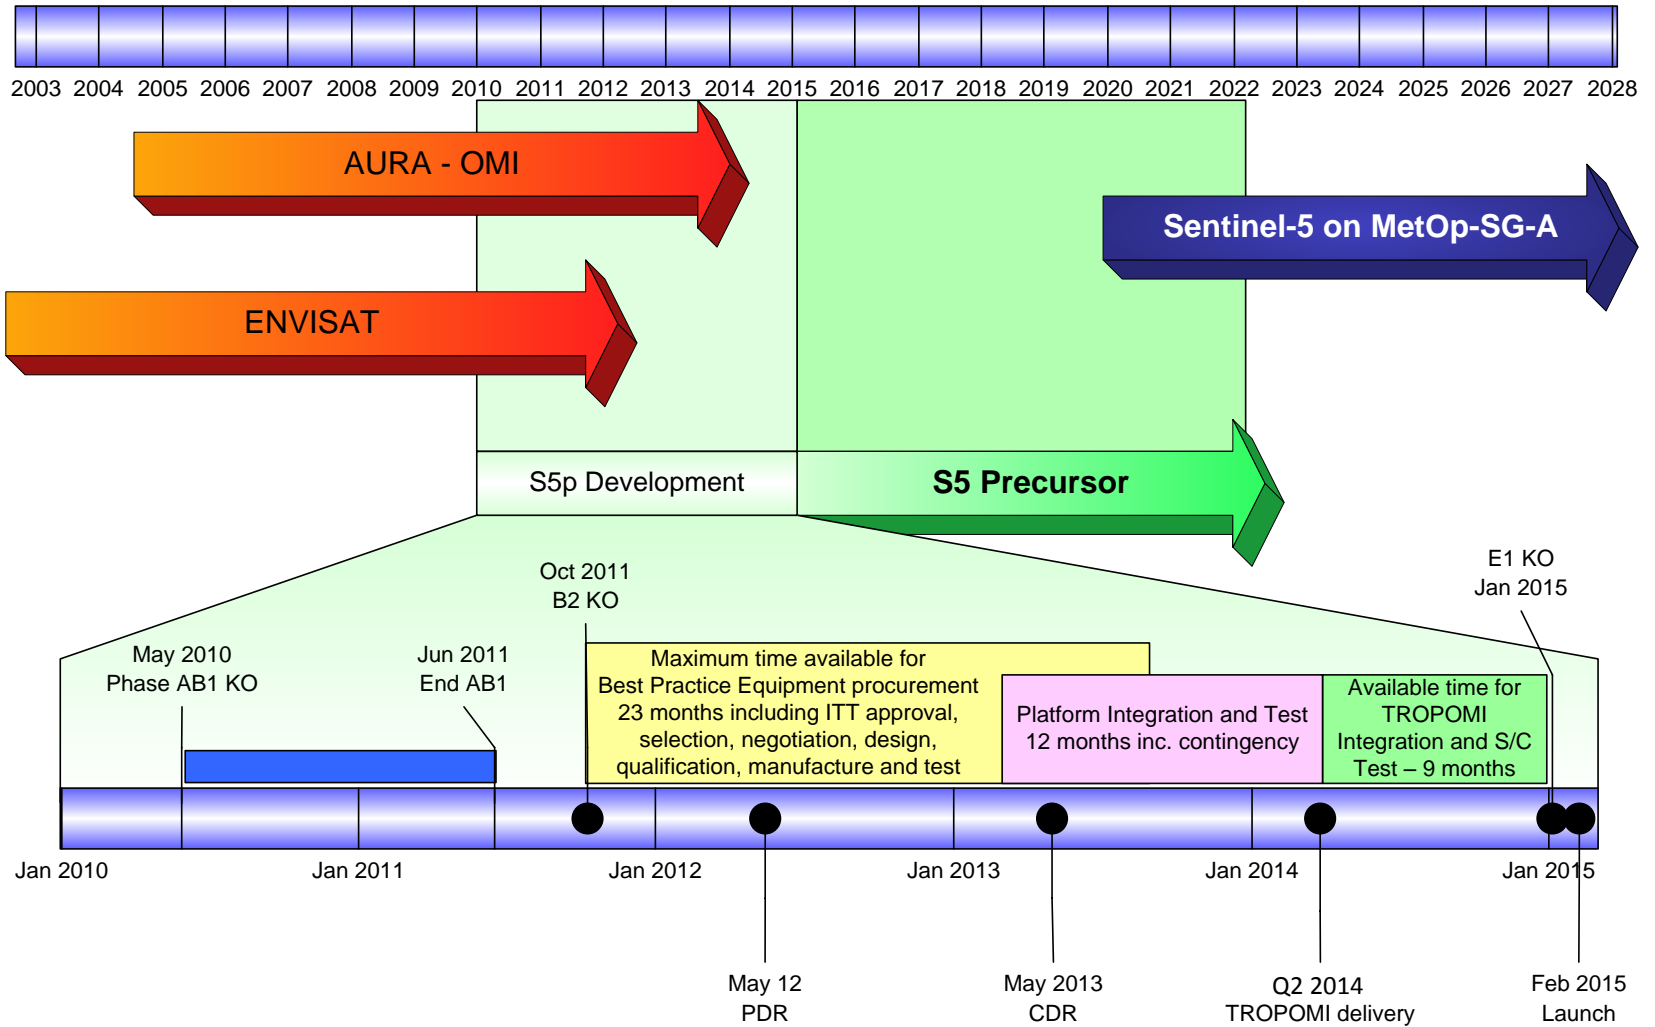 2003 2004 2005 2006 2007 2008 2009 2010 2011 2012 2013 2014 2015 2016 2017 2018 2019 2020 2021 2022 2023 2024 2025 2026 2027 2028
AURA - OMI
Sentinel-5 on MetOp-SG-A
ENVISAT
S5p Development
S5 Precursor
Oct 2011
B2 KO
E1 KO
Jan 2015
May 2010
Phase AB1 KO
Jun 2011
End AB1
Maximum time available for
Best Practice Equipment procurement
23 months including ITT approval,
selection, negotiation, design,
qualification, manufacture and test
Platform Integration and Test
12 months inc. contingency
Available time for
TROPOMI
Integration and S/C
Test – 9 months
Jan 2010 Jan 2011 Jan 2012 Jan 2013 Jan 2014 Jan 2015
May 12
PDR
May 2013
CDR
Q2 2014
TROPOMI delivery
Feb 2015
Launch